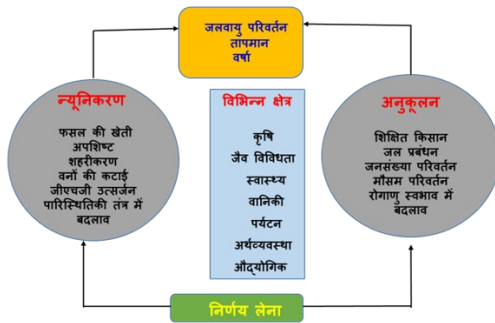 जलवायु परिवर्तन
तापमान
वर्षा
न्यूनिकरण
फसल की खेती
अपशिष्ट
शहरीकरण
वनों की कटाई
जीएचजी उत्सर्जन
पारिस्थितिकी तंत्र में
बदलाव
विभिन्न क्षेत्र
कृषि
जैव विविधता
स्वास्थ्य
वानिकी
पर्यटन
अर्थव्यवस्था
औद्योगिक
अनुकूलन
शिक्षित किसान
जल प्रबंधन
जनसंख्या परिवर्तन
मौसम परिवर्तन
रोगाणु स्वभाव में
बदलाव
निर्णय लेना